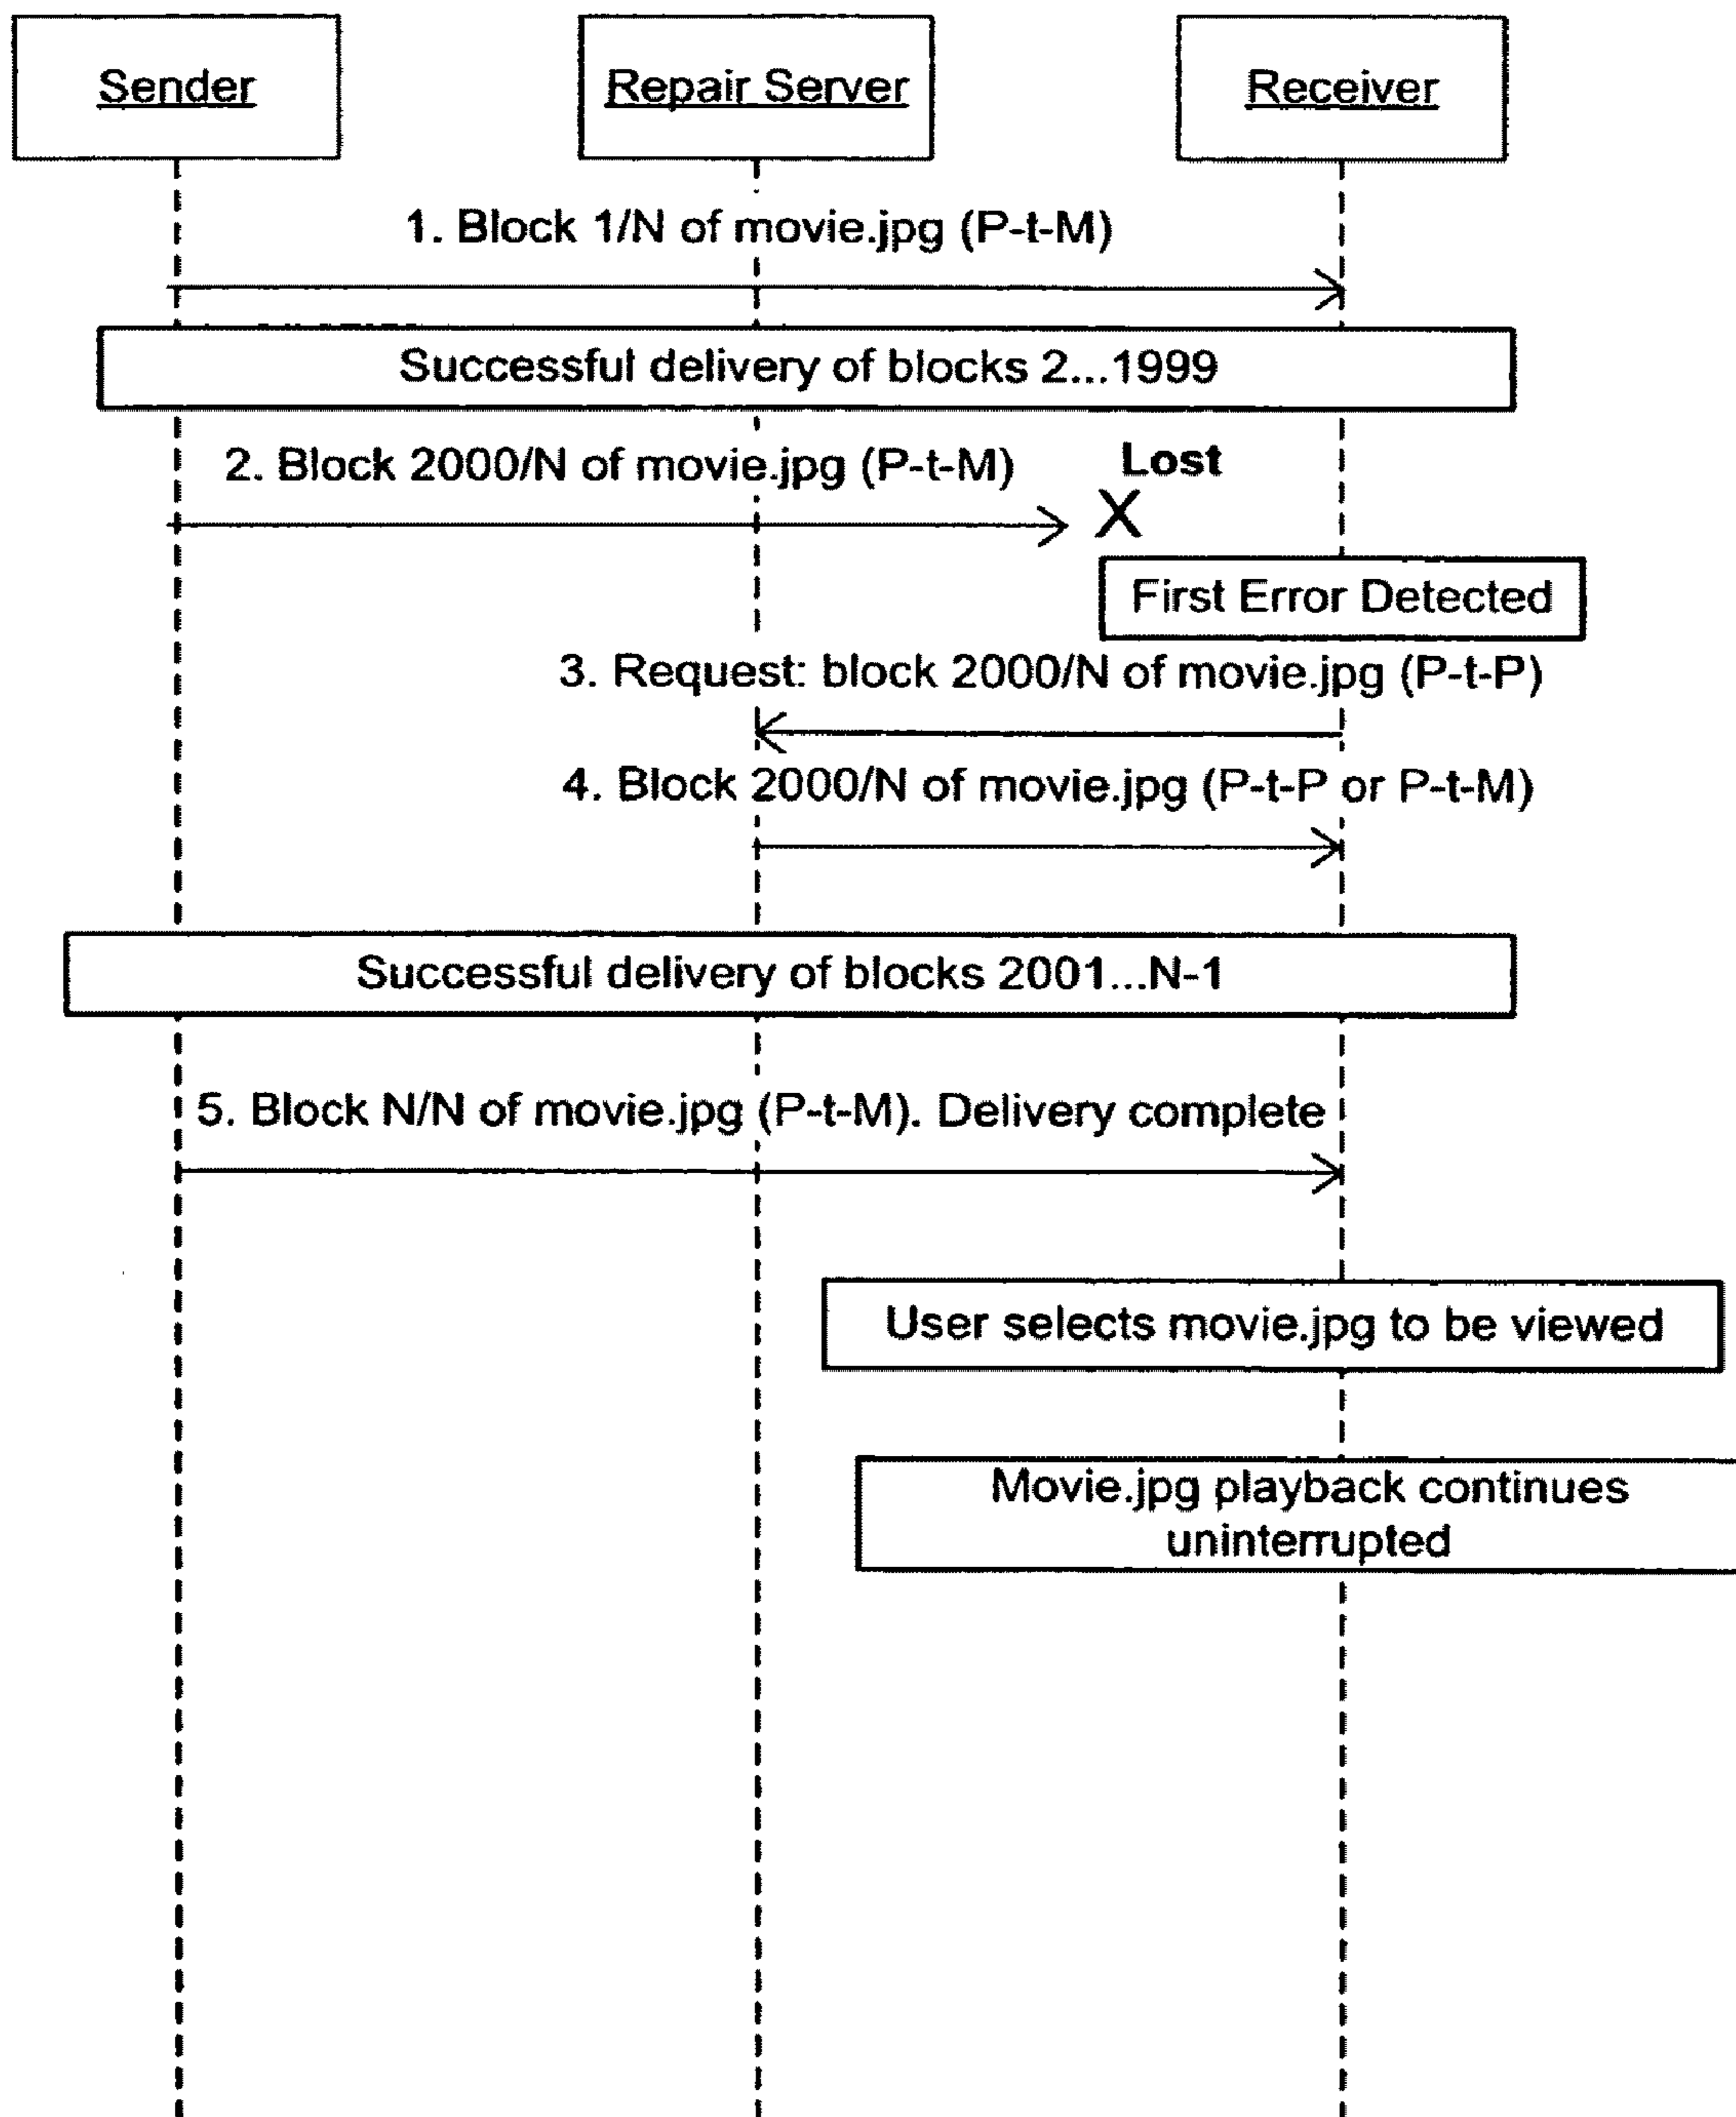 Sender
Repair Server
Receiver
1. Block 1/N of movie.jpg (P-t-M)
Successful delivery of blocks 2...1999
2. Block 2000/N of movie.jpg (P-t-M)
Lost
X
First Error Detected
3. Request: block 2000/N of movie.jpg (P-t-P)
4. Block 2000/N of movie.jpg (P-t-P or P-t-M)
Successful delivery of blocks 2001...N-1
5. Block N/N of movie.jpg (P-t-M). Delivery complete
User selects movie.jpg to be viewed
Movie.jpg playback continues
uninterrupted